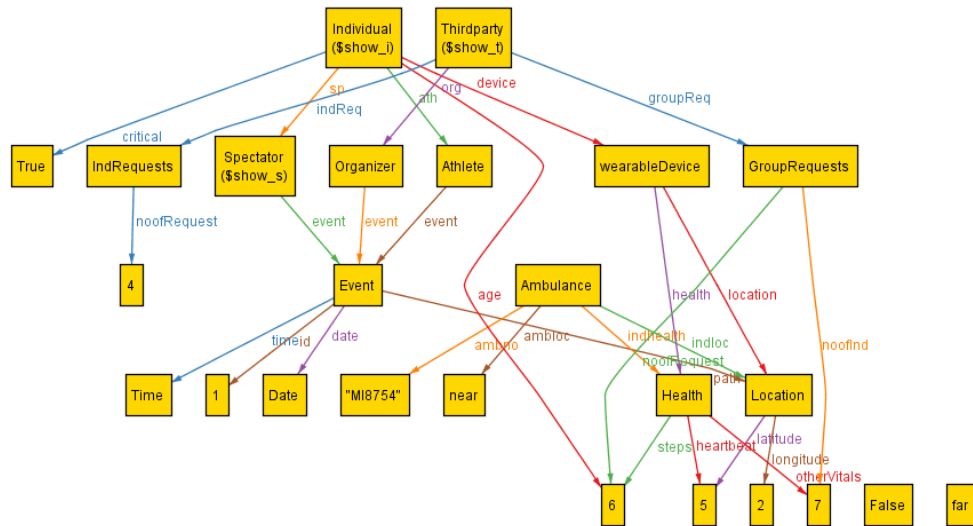 Individual
($show_i)
Thirdparty
($show_t)
device
org
sp
ath
groupReq
indReq
critical
True
IndRequests
Spectator
($show_s)
Organizer
Athlete
wearableDevice
GroupRequests
noofRequest
event
event
event
4
Event
Ambulance
age
health
location
time
id
date
ambno
ambloc
indhealth
indloc
noofRequest
noofInd
path
Time
1
Date
"MI8754"
near
Health
Location
steps
heartbeat
latitude
longitude
otherVitals
6
5
2
7
False
far